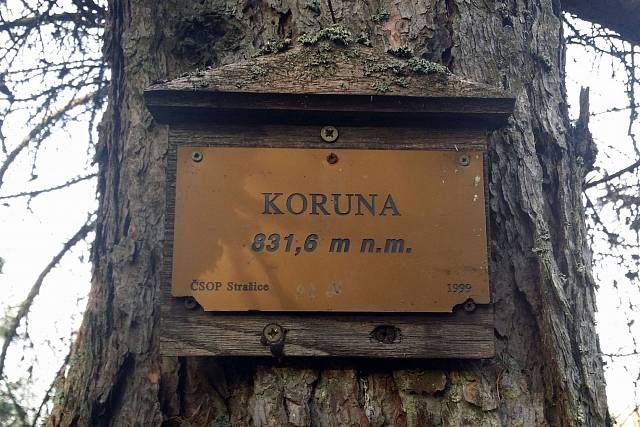 KORUNA
831,6 m n.m.
ČSOP Strašice 1999